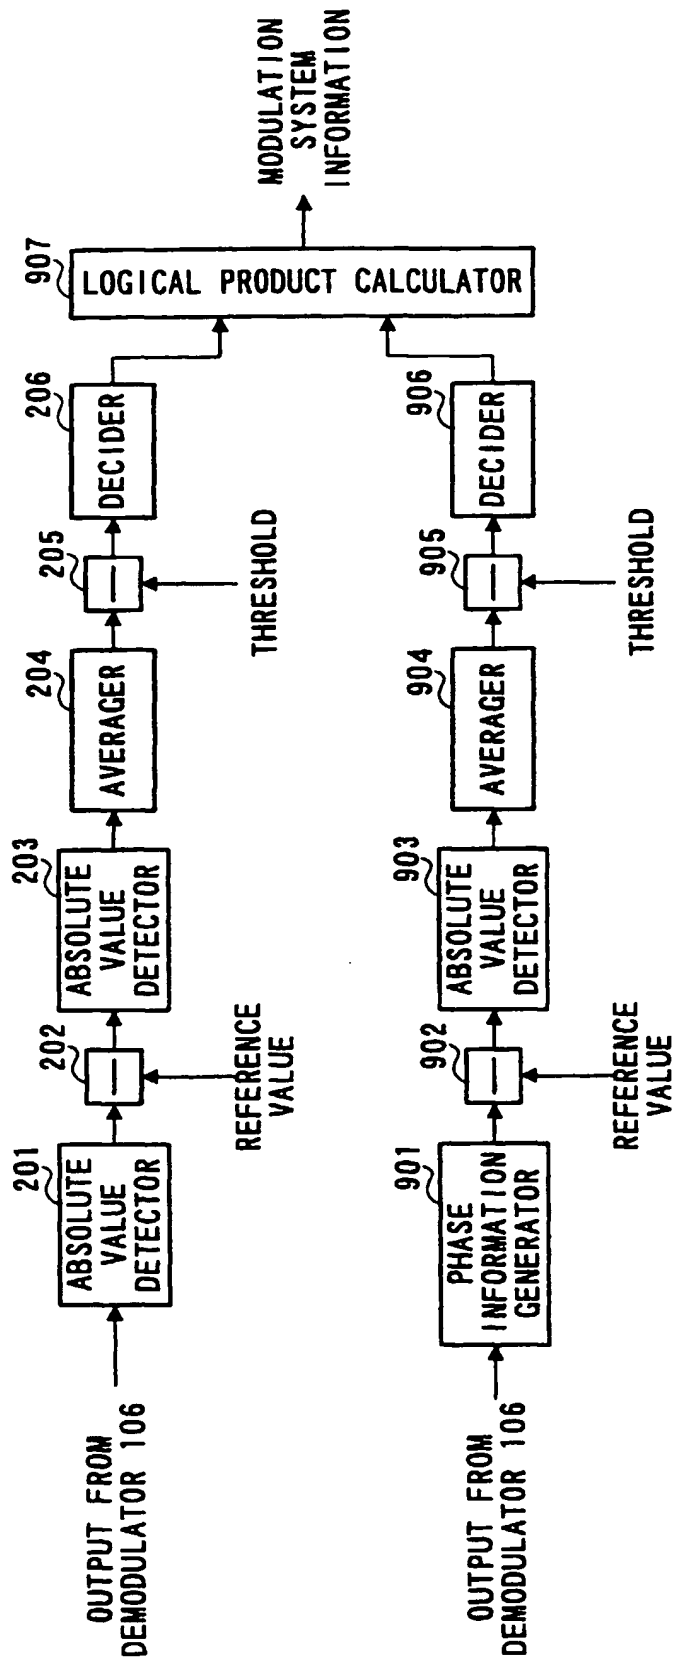 OUTPUT FROM
DEMODULATOR 106
201
ABSOLUTE
VALUE
DETECTOR
202
REFERENCE
VALUE
203
ABSOLUTE
VALUE
DETECTOR
204
AVERAGER
205
THRESHOLD
206
DECIDER
907
LOGICAL PRODUCT CALCULATOR
MODULATION
SYSTEM
INFORMATION
OUTPUT FROM
DEMODULATOR 106
901
PHASE
INFORMATION
GENERATOR
902
REFERENCE
VALUE
903
ABSOLUTE
VALUE
DETECTOR
904
AVERAGER
905
THRESHOLD
906
DECIDER